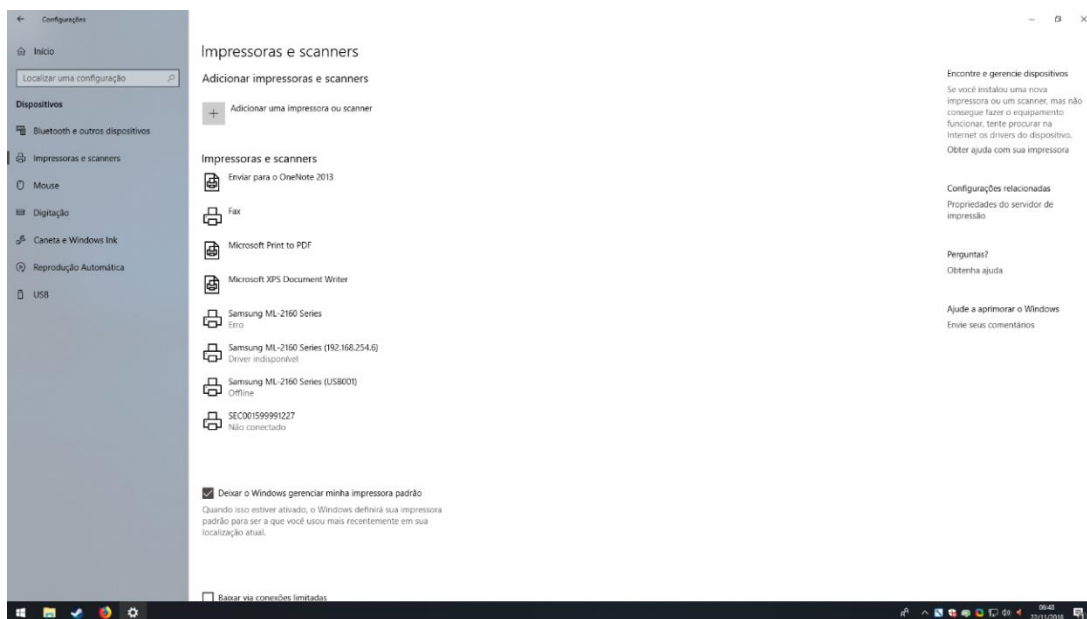 Configurações
Início
Localizar uma configuração
Dispositivos
Bluetooth e outros dispositivos
Impressoras e scanners
Mouse
Digitação
Caneta e Windows Ink
Reprodução Automática
USB
Impressoras e scanners
Adicionar impressoras e scanners
Adicionar uma impressora ou scanner
Impressoras e scanners
Enviar para o OneNote 2013
Fax
Microsoft Print to PDF
Microsoft XPS Document Writer
Samsung ML-2160 Series
Erro
Samsung ML-2160 Series (192.168.254.6)
Driver indisponível
Samsung ML-2160 Series (USB001)
Offline
SEC001599991227
Não conectado
Deixar o Windows gerenciar minha impressora padrão
Quando isso estiver ativado, o Windows definirá sua impressora
padrão para ser a que você usou mais recentemente em sua
localização atual.
Baixar via conexões limitadas
Encontre e gerencie dispositivos
Se você instalou uma nova
impressora ou um scanner, mas não
consegue fazer o equipamento
funcionar, tente procurar na
Internet os drivers do dispositivo.
Obter ajuda com sua impressora
Configurações relacionadas
Propriedades do servidor de
impressão
Perguntas?
Obtenha ajuda
Ajude a aprimorar o Windows
Envie seus comentários
06:48
22/11/2018